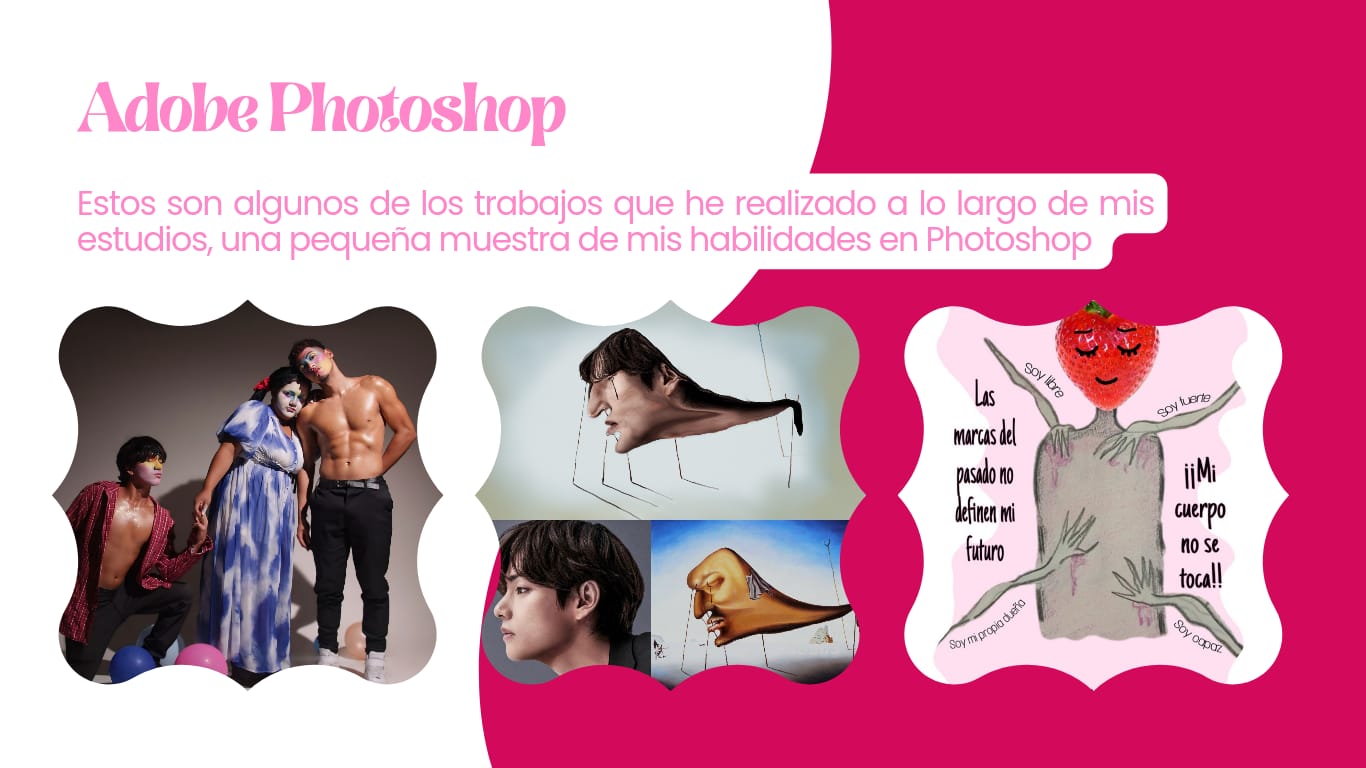 Adobe Photoshop
Estos son algunos de los trabajos que he realizado a lo largo de mis
estudios, una pequeña muestra de mis habilidades en Photoshop
Las
marcas del
pasado no
definen mi
futuro
Soy libre
Soy fuerte
¡¡Mi
cuerpo
no se
toca!!
Soy mi propia dueña
Soy capaz